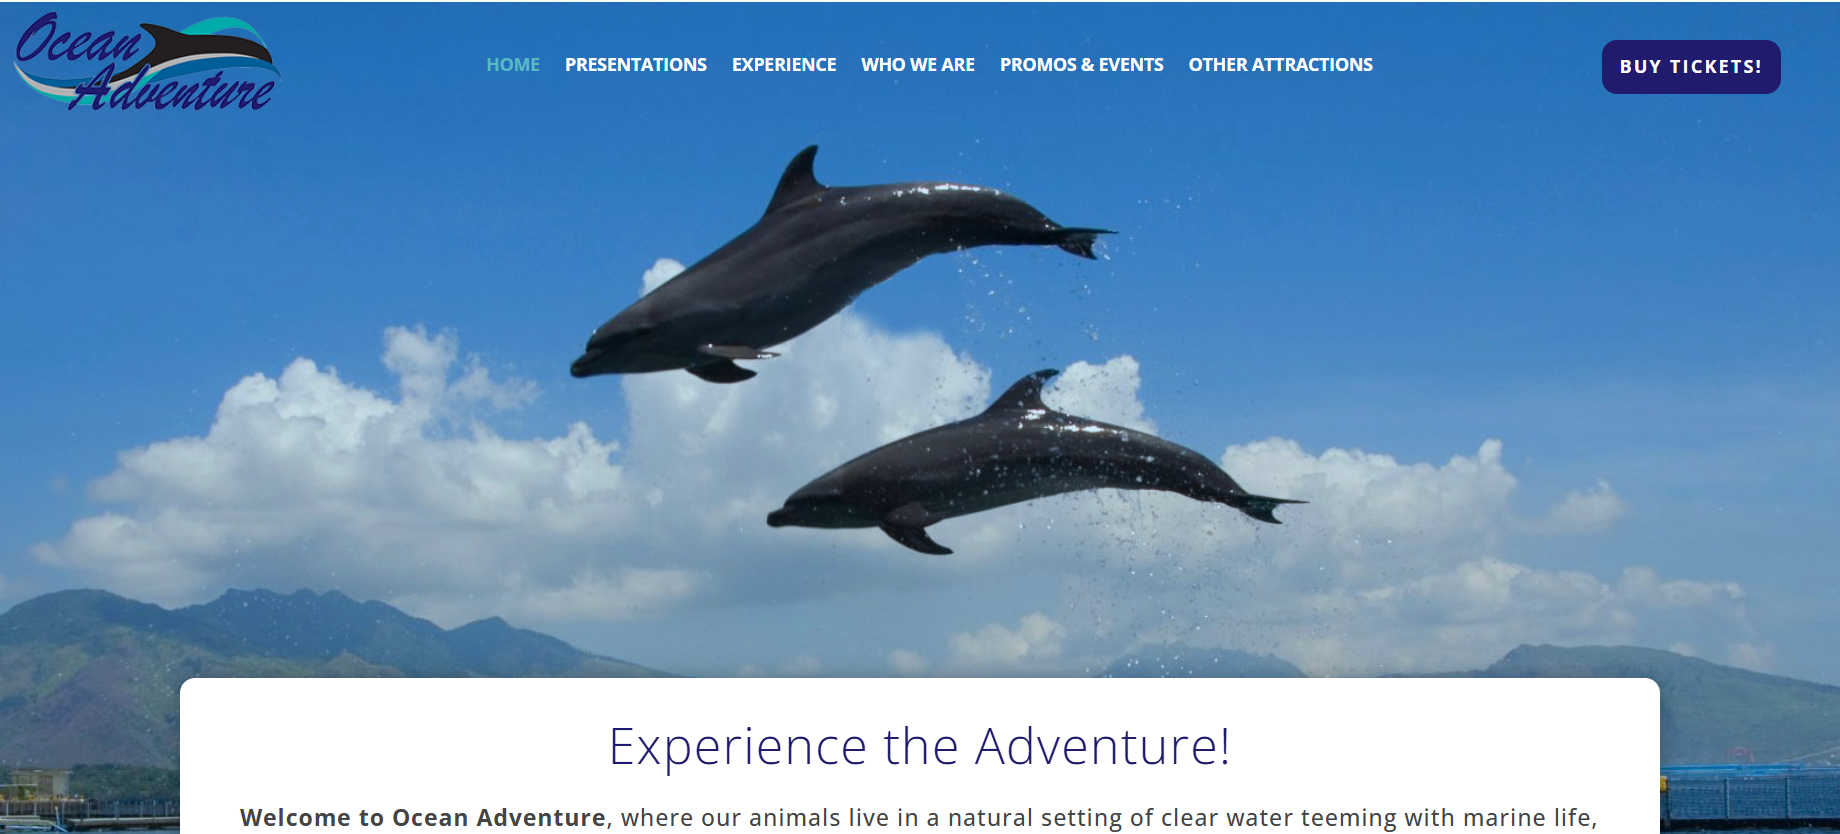 Ocean
Adventure
HOME PRESENTATIONS EXPERIENCE WHO WE ARE PROMOS & EVENTS OTHER ATTRACTIONS
BUY TICKETS!
Experience the Adventure!
Welcome to Ocean Adventure, where our animals live in a natural setting of clear water teeming with marine life,